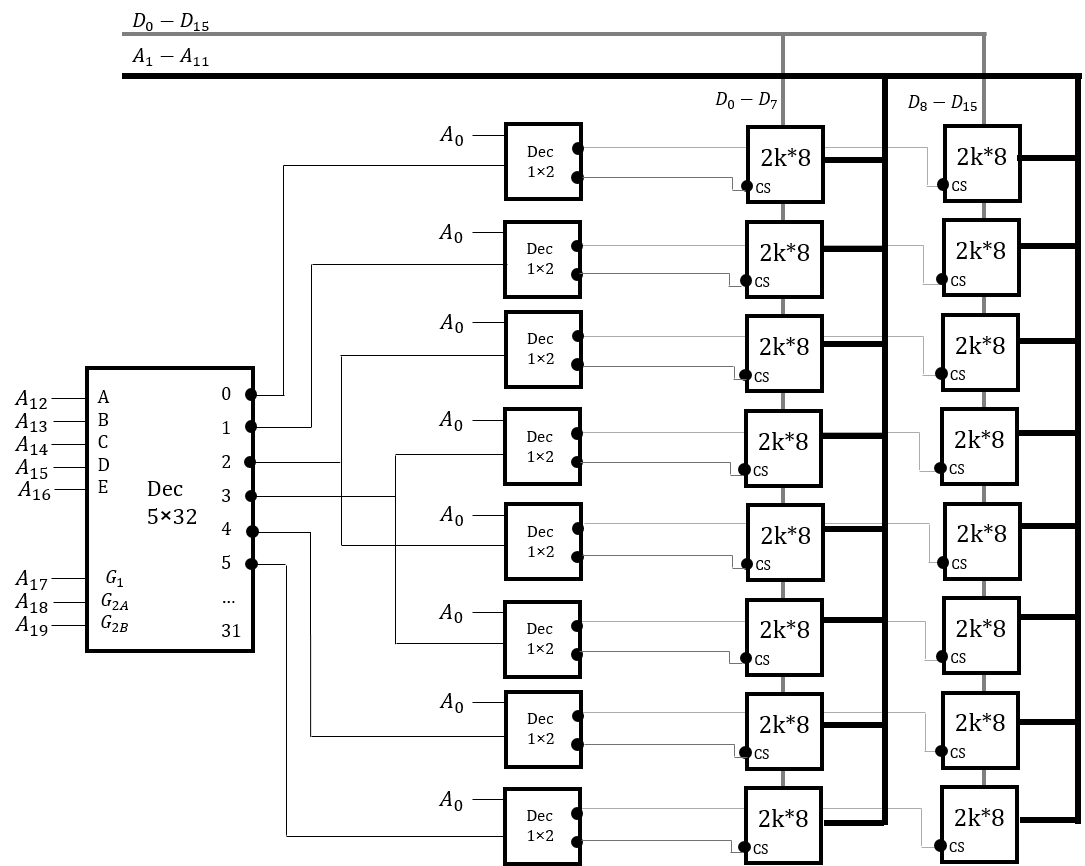 D₀ − D₁₅
A₁ − A₁₁
D₀ − D₇
D₈ − D₁₅
A₀
Dec
1×2
2k*8
CS
2k*8
CS
A₀
Dec
1×2
2k*8
CS
2k*8
CS
A₀
Dec
1×2
2k*8
CS
2k*8
CS
A₀
Dec
1×2
2k*8
CS
2k*8
CS
A₀
Dec
1×2
2k*8
CS
2k*8
CS
A₀
Dec
1×2
2k*8
CS
2k*8
CS
A₀
Dec
1×2
2k*8
CS
2k*8
CS
A₀
Dec
1×2
2k*8
CS
2k*8
CS
A₁₂ A 0
A₁₃ B 1
A₁₄ C 2
A₁₅ D
A₁₆ E 3
Dec
5×32
4
5
A₁₇ G₁
A₁₈ G₂A ...
A₁₉ G₂B 31